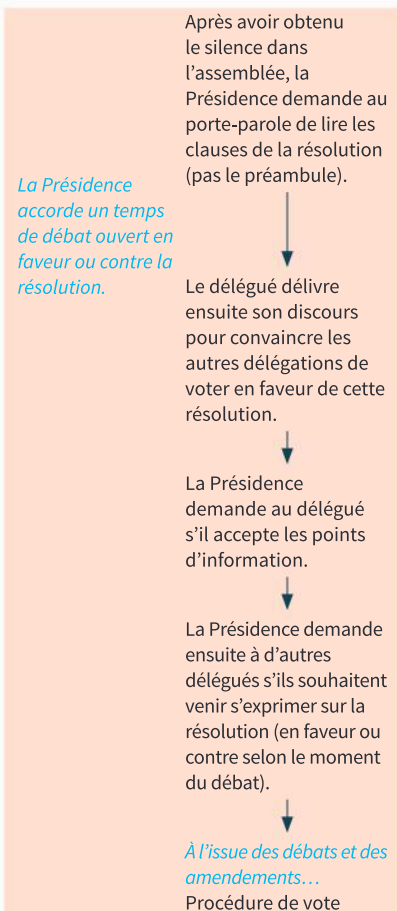 Après avoir obtenu
le silence dans
l’assemblée, la
Présidence demande au
porte-parole de lire les
clauses de la résolution
(pas le préambule).
La Présidence
accorde un temps
de débat ouvert en
faveur ou contre la
résolution.
Le délégué délivre
ensuite son discours
pour convaincre les
autres délégations de
voter en faveur de cette
résolution.
La Présidence
demande au délégué
s’il accepte les points
d’information.
La Présidence demande
ensuite à d’autres
délégués s’ils souhaitent
venir s’exprimer sur la
résolution (en faveur ou
contre selon le moment
du débat).
À l’issue des débats et des
amendements…
Procédure de vote